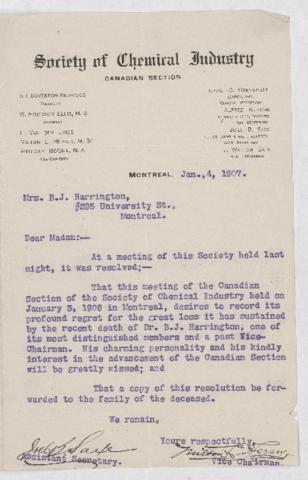 Society of Chemical Industry
CANADIAN SECTION
MONTREAL, Jan., 4, 1907.
Mrs. B.J. Harrington,
#295 University St.,
Montreal.
Dear Madam:—
At a meeting of this Society held last
night, it was resolved;—
That this meeting of the Canadian
Section of the Society of Chemical Industry held on
January 3, 1908 in Montreal, desires to record its
profound regret for the great loss it has sustained
by the recent death of Dr. B.J. Harrington, one of
its most distinguished members and a past Vice-
Chairman. His charming personality and his kindly
interest in the advancement of the Canadian Section
will be greatly missed; and
That a copy of this resolution be for-
warded to the family of the deceased.
We remain,
Yours respectfully,
Assistant Secretary.
Vice Chairman.